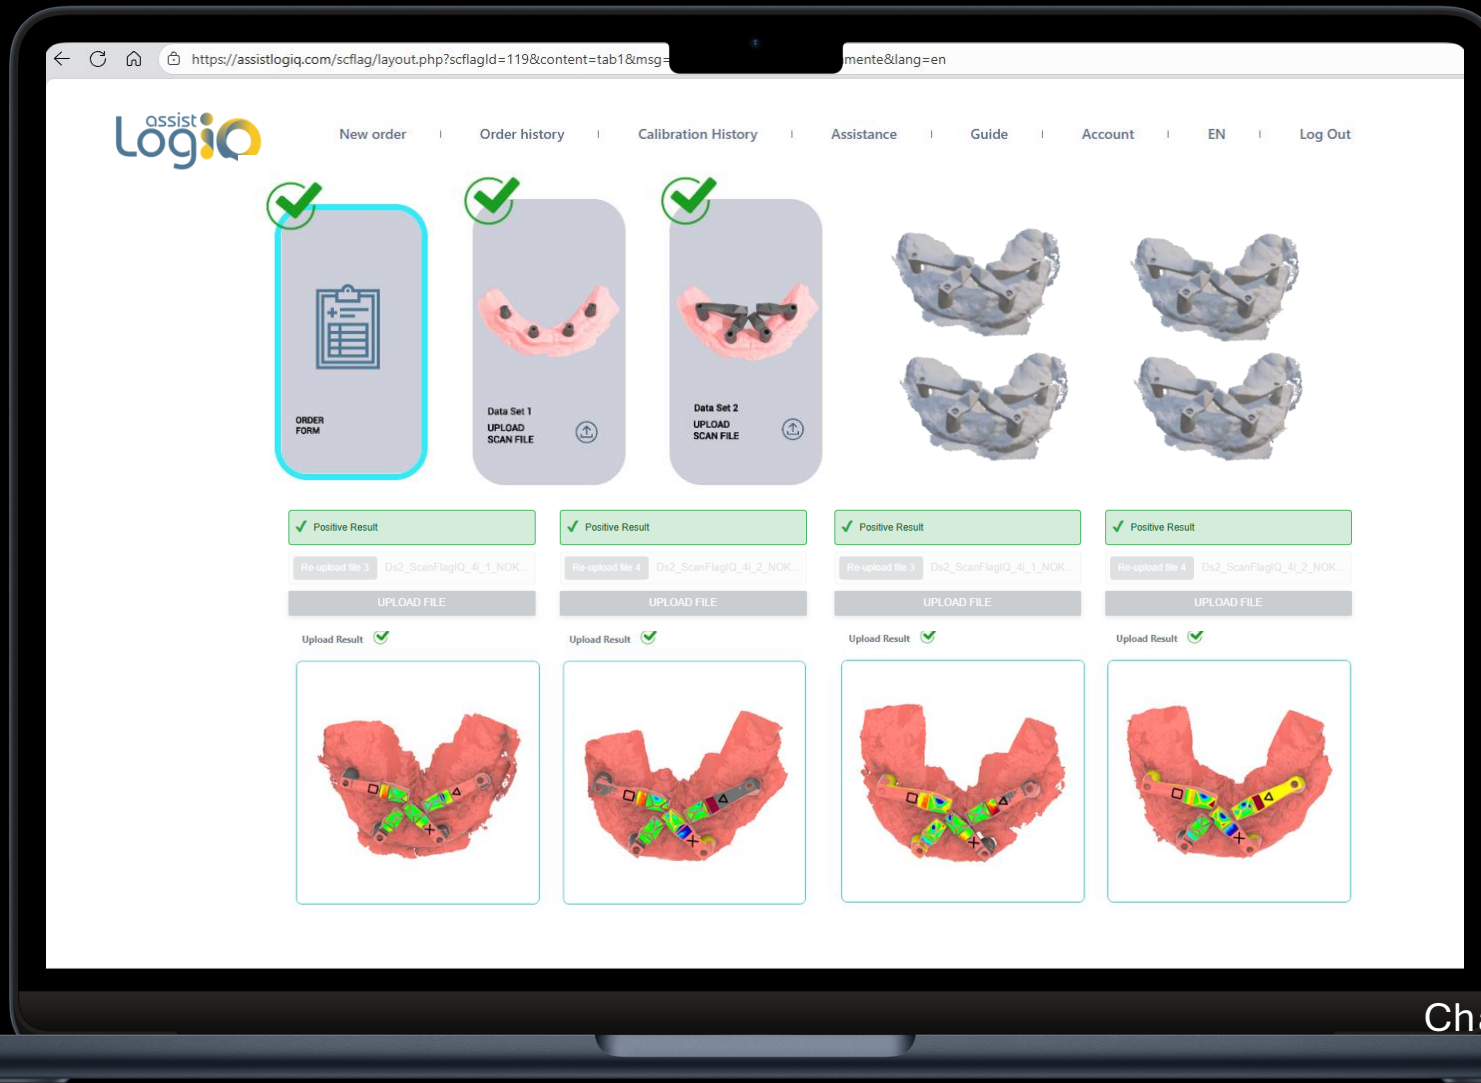 https://assistlogiq.com/scflag/layout.php?scflagId=119&content=tab1&msg=
mente&lang=en
assist
LogiQ
New order
Order history
Calibration History
Assistance
Guide
Account
EN
Log Out
ORDER
FORM
Data Set 1
UPLOAD
SCAN FILE
Data Set 2
UPLOAD
SCAN FILE
Positive Result
Positive Result
Positive Result
Positive Result
Re-upload file 3 Ds2_ScanFlagIQ_4i_1_NOK...
Re-upload file 4 Ds2_ScanFlagIQ_4i_2_NOK...
Re-upload file 3 Ds2_ScanFlagIQ_4i_1_NOK...
Re-upload file 4 Ds2_ScanFlagIQ_4i_2_NOK...
UPLOAD FILE
UPLOAD FILE
UPLOAD FILE
UPLOAD FILE
Upload Result
Upload Result
Upload Result
Upload Result
Cha